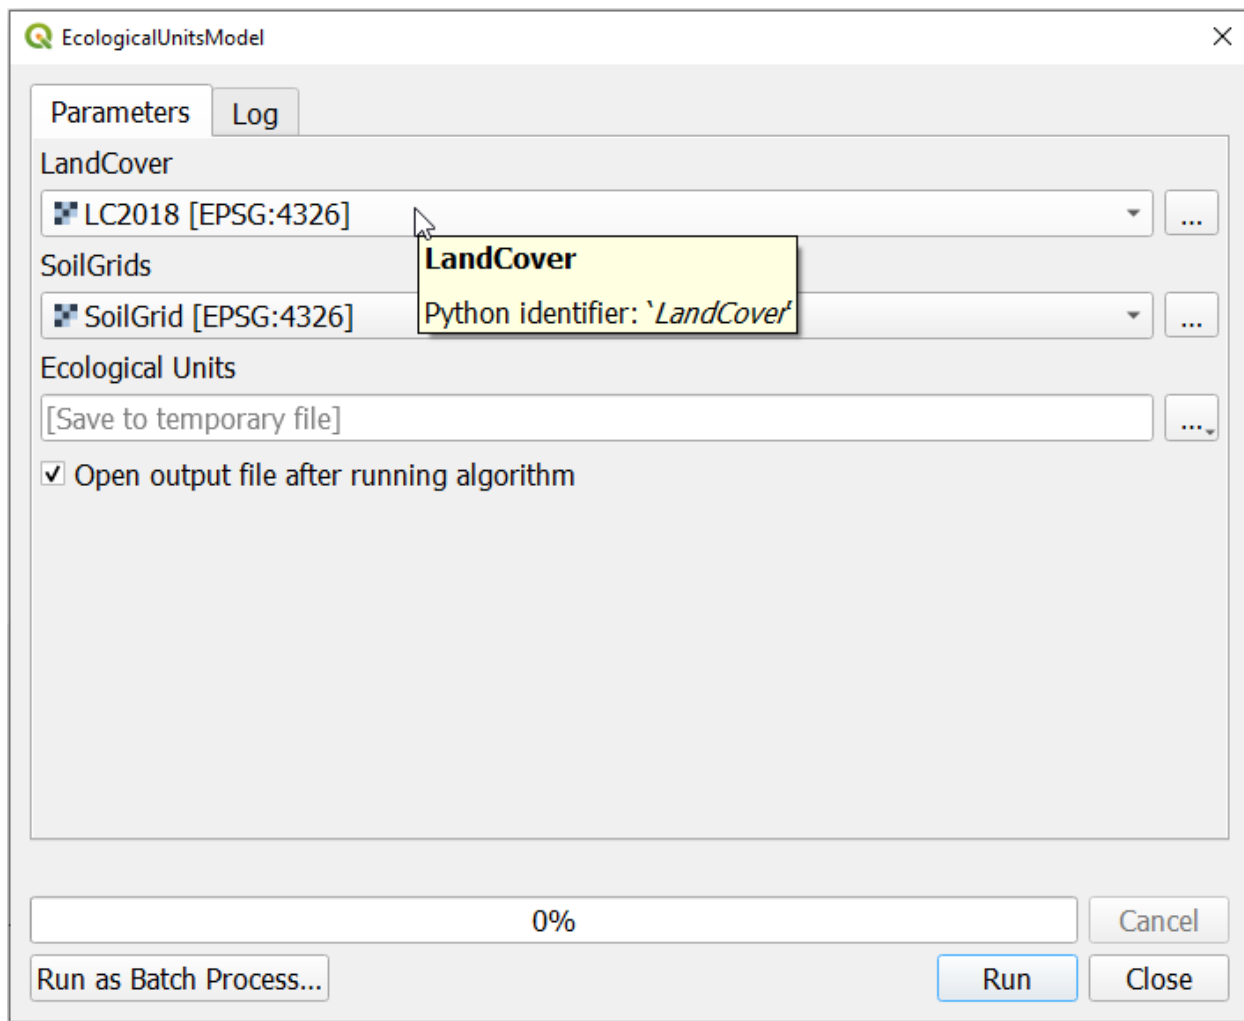 EcologicalUnitsModel
Parameters
Log
LandCover
LC2018 [EPSG:4326]
...
LandCover
Python identifier: `LandCover`
SoilGrids
SoilGrid [EPSG:4326]
...
Ecological Units
[Save to temporary file]
...
Open output file after running algorithm
0%
Cancel
Run as Batch Process...
Run
Close